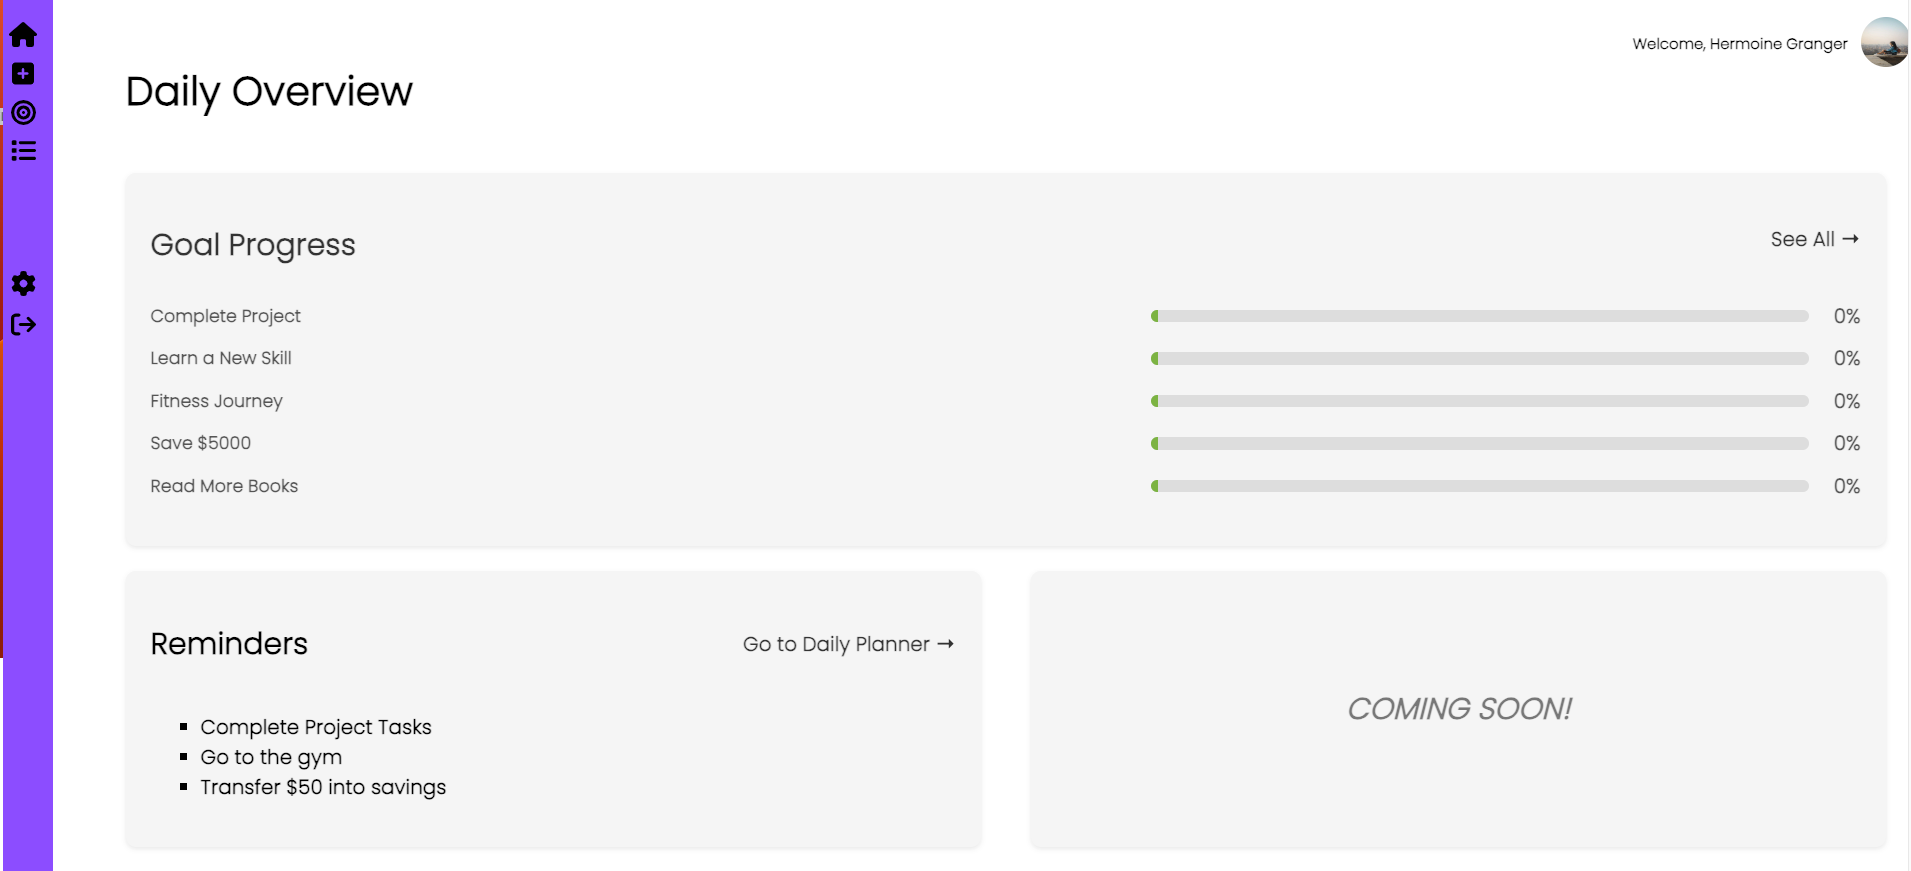 Welcome, Hermoine Granger
Daily Overview
Goal Progress
See All →
Complete Project 0%
Learn a New Skill 0%
Fitness Journey 0%
Save $5000 0%
Read More Books 0%
Reminders
Go to Daily Planner →
Complete Project Tasks
Go to the gym
Transfer $50 into savings
COMING SOON!